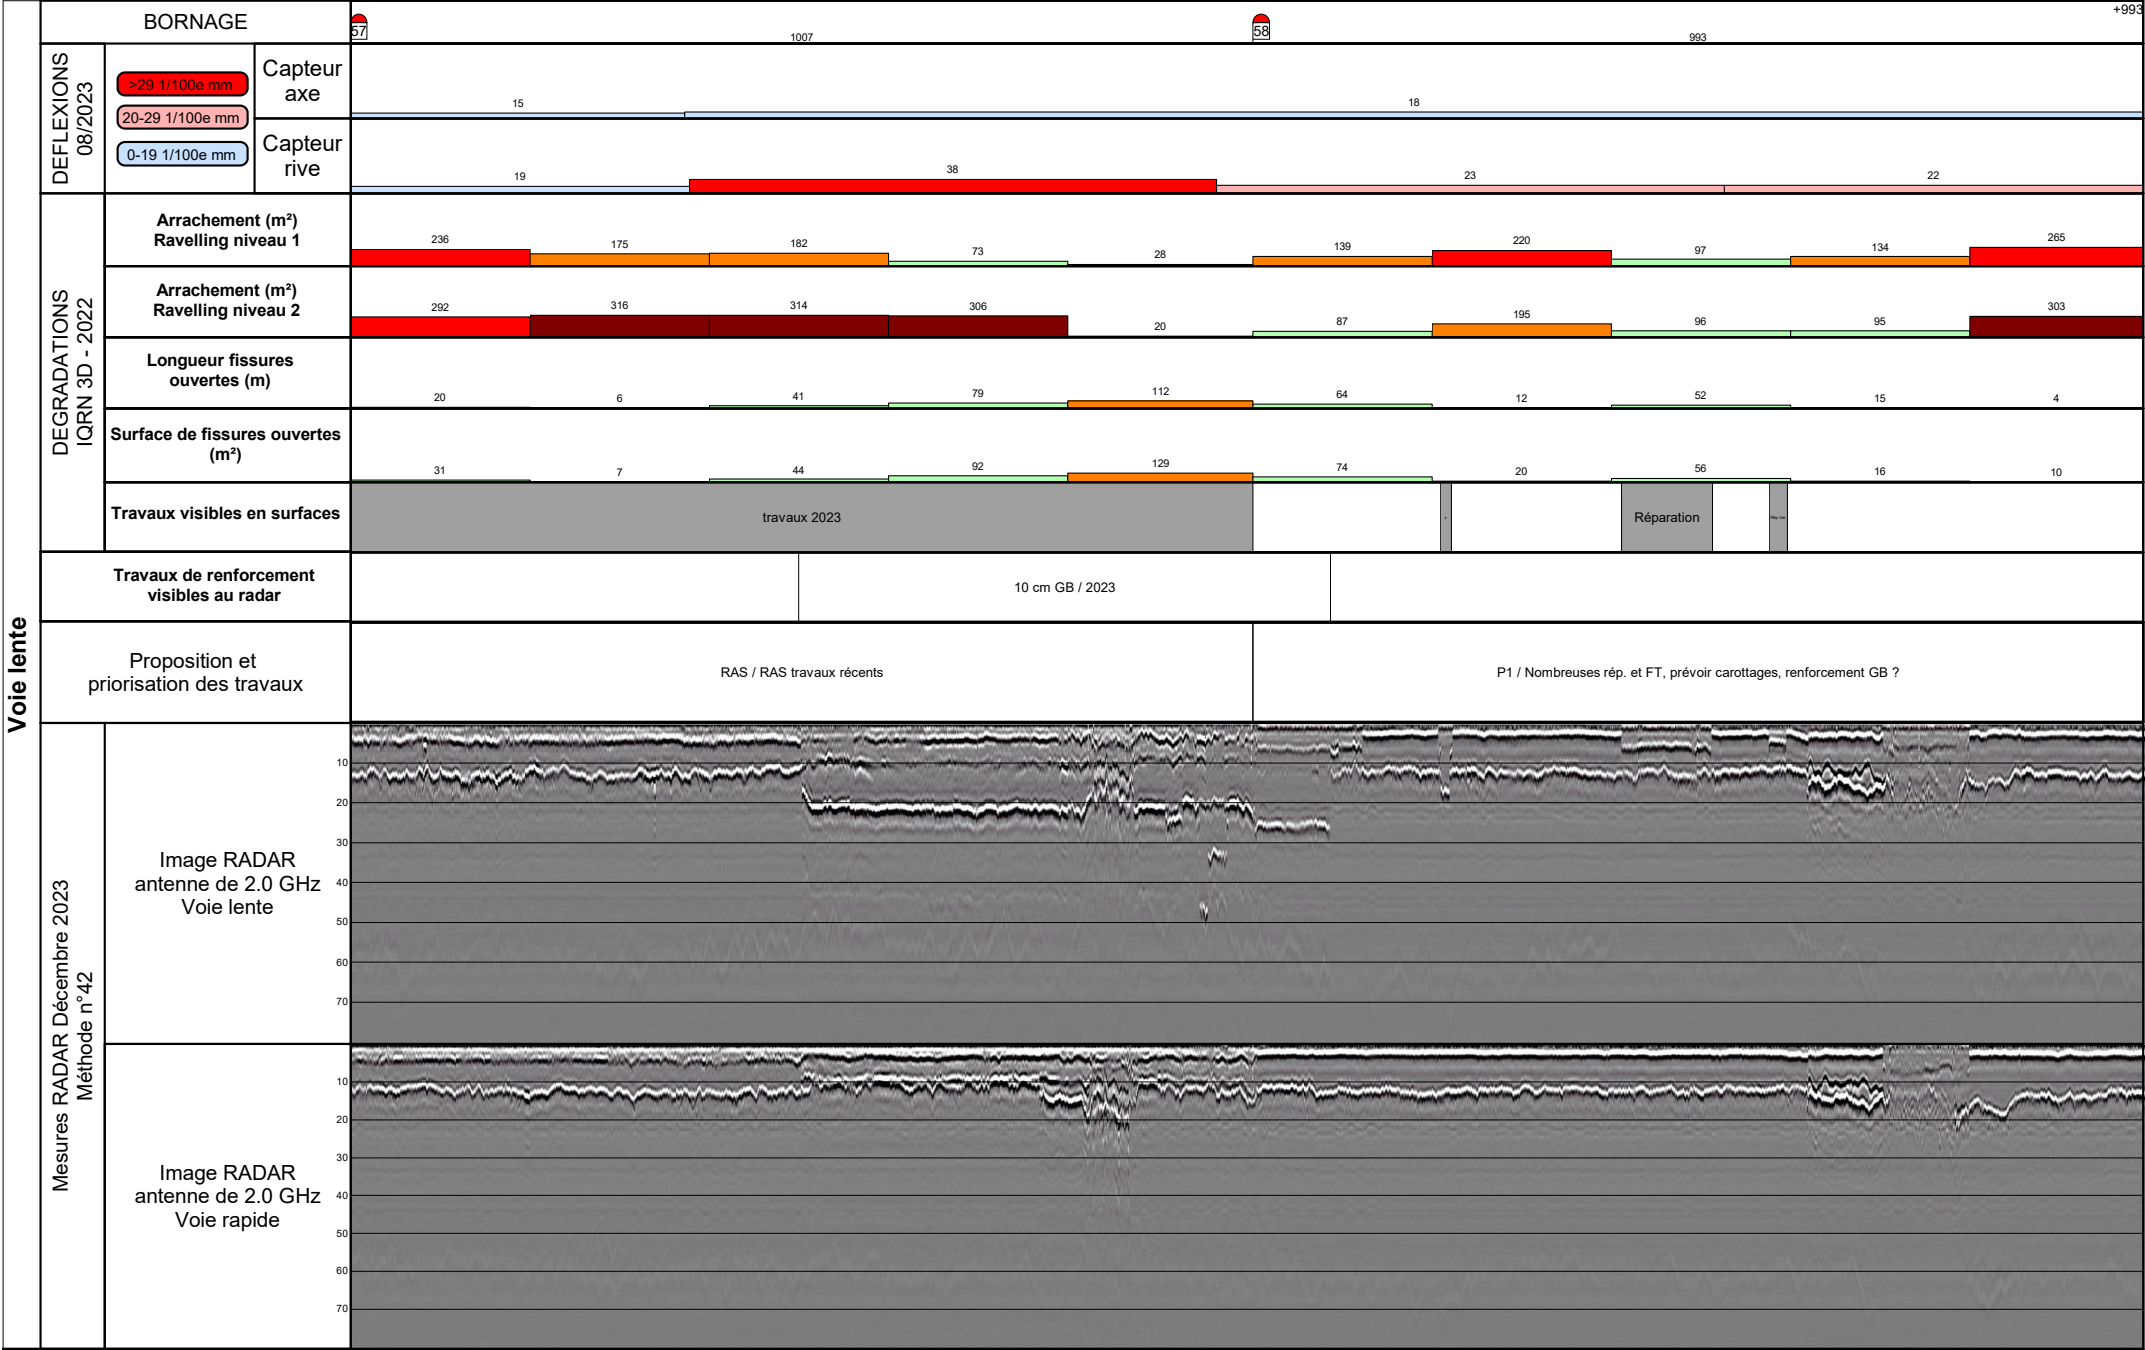 BORNAGE
57
1007
58
993
+993
Voie lente
DEFLEXIONS
08/2023
>29 1/100e mm
20-29 1/100e mm
0-19 1/100e mm
Capteur
axe
15
18
Capteur
rive
19
38
23
22
DEGRADATIONS
IQRN 3D - 2022
Arrachement (m²)
Ravelling niveau 1
236
175
182
73
28
139
220
97
134
265
Arrachement (m²)
Ravelling niveau 2
292
316
314
306
20
87
195
96
95
303
Longueur fissures
ouvertes (m)
20
6
41
79
112
64
12
52
15
4
Surface de fissures ouvertes
(m²)
31
7
44
92
129
74
20
56
16
10
Travaux visibles en surfaces
travaux 2023
Réparation
Travaux de renforcement
visibles au radar
10 cm GB / 2023
Proposition et
priorisation des travaux
RAS / RAS travaux récents
P1 / Nombreuses rép. et FT, prévoir carottages, renforcement GB ?
Mesures RADAR Décembre 2023
Méthode n°42
Image RADAR
antenne de 2.0 GHz
Voie lente
10
20
30
40
50
60
70
Image RADAR
antenne de 2.0 GHz
Voie rapide
10
20
30
40
50
60
70